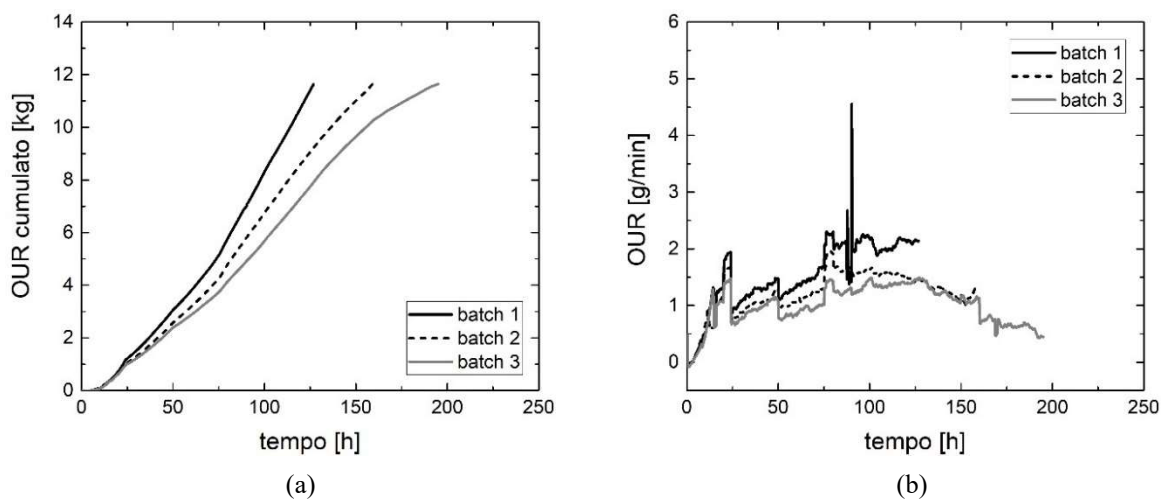 OUR cumulato [kg]
14
12
10
8
6
4
2
0
0 50 100 150 200 250
tempo [h]
batch 1
batch 2
batch 3
(a)
OUR [g/min]
6
5
4
3
2
1
0
0 50 100 150 200 250
tempo [h]
batch 1
batch 2
batch 3
(b)